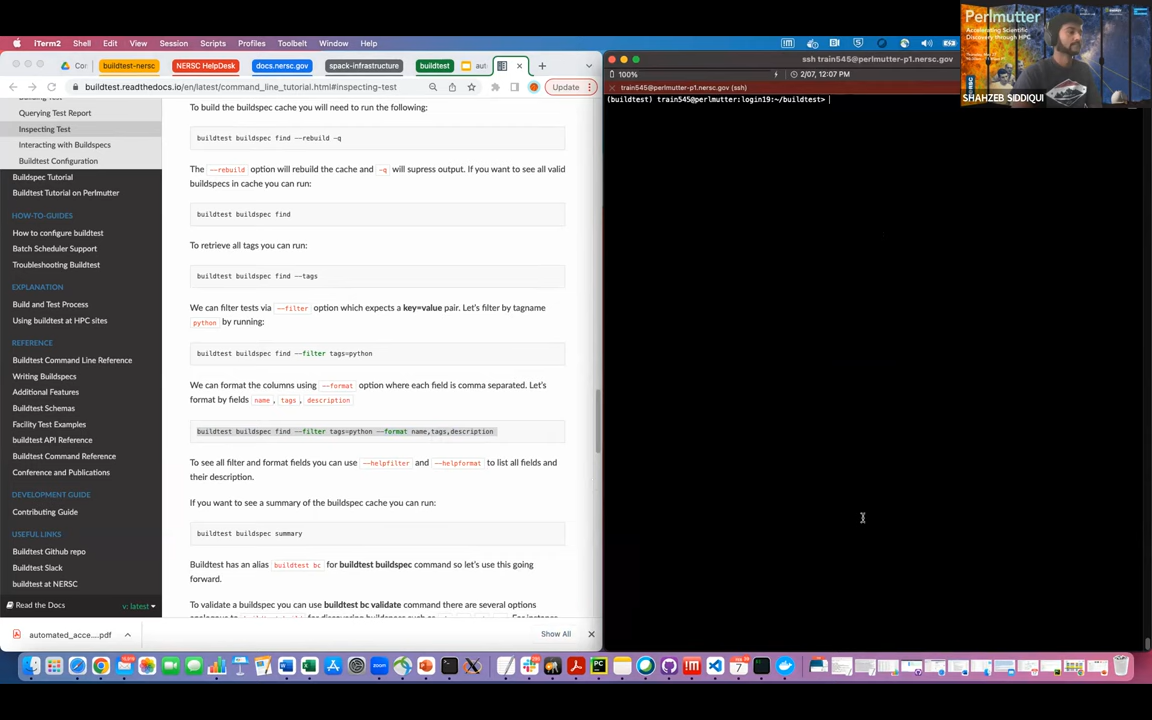 iTerm2 Shell Edit View Session Scripts Profiles Toolbelt Window Help
Perlmutter
Accelerating Scientific
Discovery through HPC
SHAHZEB SIDDIQUI
buildtest-nersc NERSC HelpDesk docs.nersc.gov spack-infrastructure buildtest
buildtest.readthedocs.io/en/latest/command_line_tutorial.html#inspecting-test
Update
ssh train545@perlmutter-p1.nersc.gov
100% 2/07, 12:07 PM
train545@perlmutter-p1.nersc.gov (ssh)
(buildtest) train545@perlmutter:login19:~/buildtest>
Querying Test Report
Inspecting Test
Interacting with Buildspecs
Buildtest Configuration
Buildspec Tutorial
Buildtest Tutorial on Perlmutter
HOW-TO-GUIDES
How to configure buildtest
Batch Scheduler Support
Troubleshooting Buildtest
EXPLANATION
Build and Test Process
Using buildtest at HPC sites
REFERENCE
Buildtest Command Line Reference
Writing Buildspecs
Additional Features
Buildtest Schemas
Facility Test Examples
buildtest API Reference
Buildtest Command Reference
Conference and Publications
DEVELOPMENT GUIDE
Contributing Guide
USEFUL LINKS
Buildtest Github repo
Buildtest Slack
buildtest at NERSC
Read the Docs v: latest
To build the buildspec cache you will need to run the following:
buildtest buildspec find --rebuild -q
The --rebuild option will rebuild the cache and -q will supress output. If you want to see all valid
buildspecs in cache you can run:
buildtest buildspec find
To retrieve all tags you can run:
buildtest buildspec find --tags
We can filter tests via --filter option which expects a key=value pair. Let's filter by tagname
python by running:
buildtest buildspec find --filter tags=python
We can format the columns using --format option where each field is comma separated. Let's
format by fields name , tags , description
buildtest buildspec find --filter tags=python --format name,tags,description
To see all filter and format fields you can use --helpfilter and --helpformat to list all fields and
their description.
If you want to see a summary of the buildspec cache you can run:
buildtest buildspec summary
Buildtest has an alias buildtest bc for buildtest buildspec command so let's use this going
forward.
To validate a buildspec you can use buildtest bc validate command there are several options
automated_acce....pdf
Show All